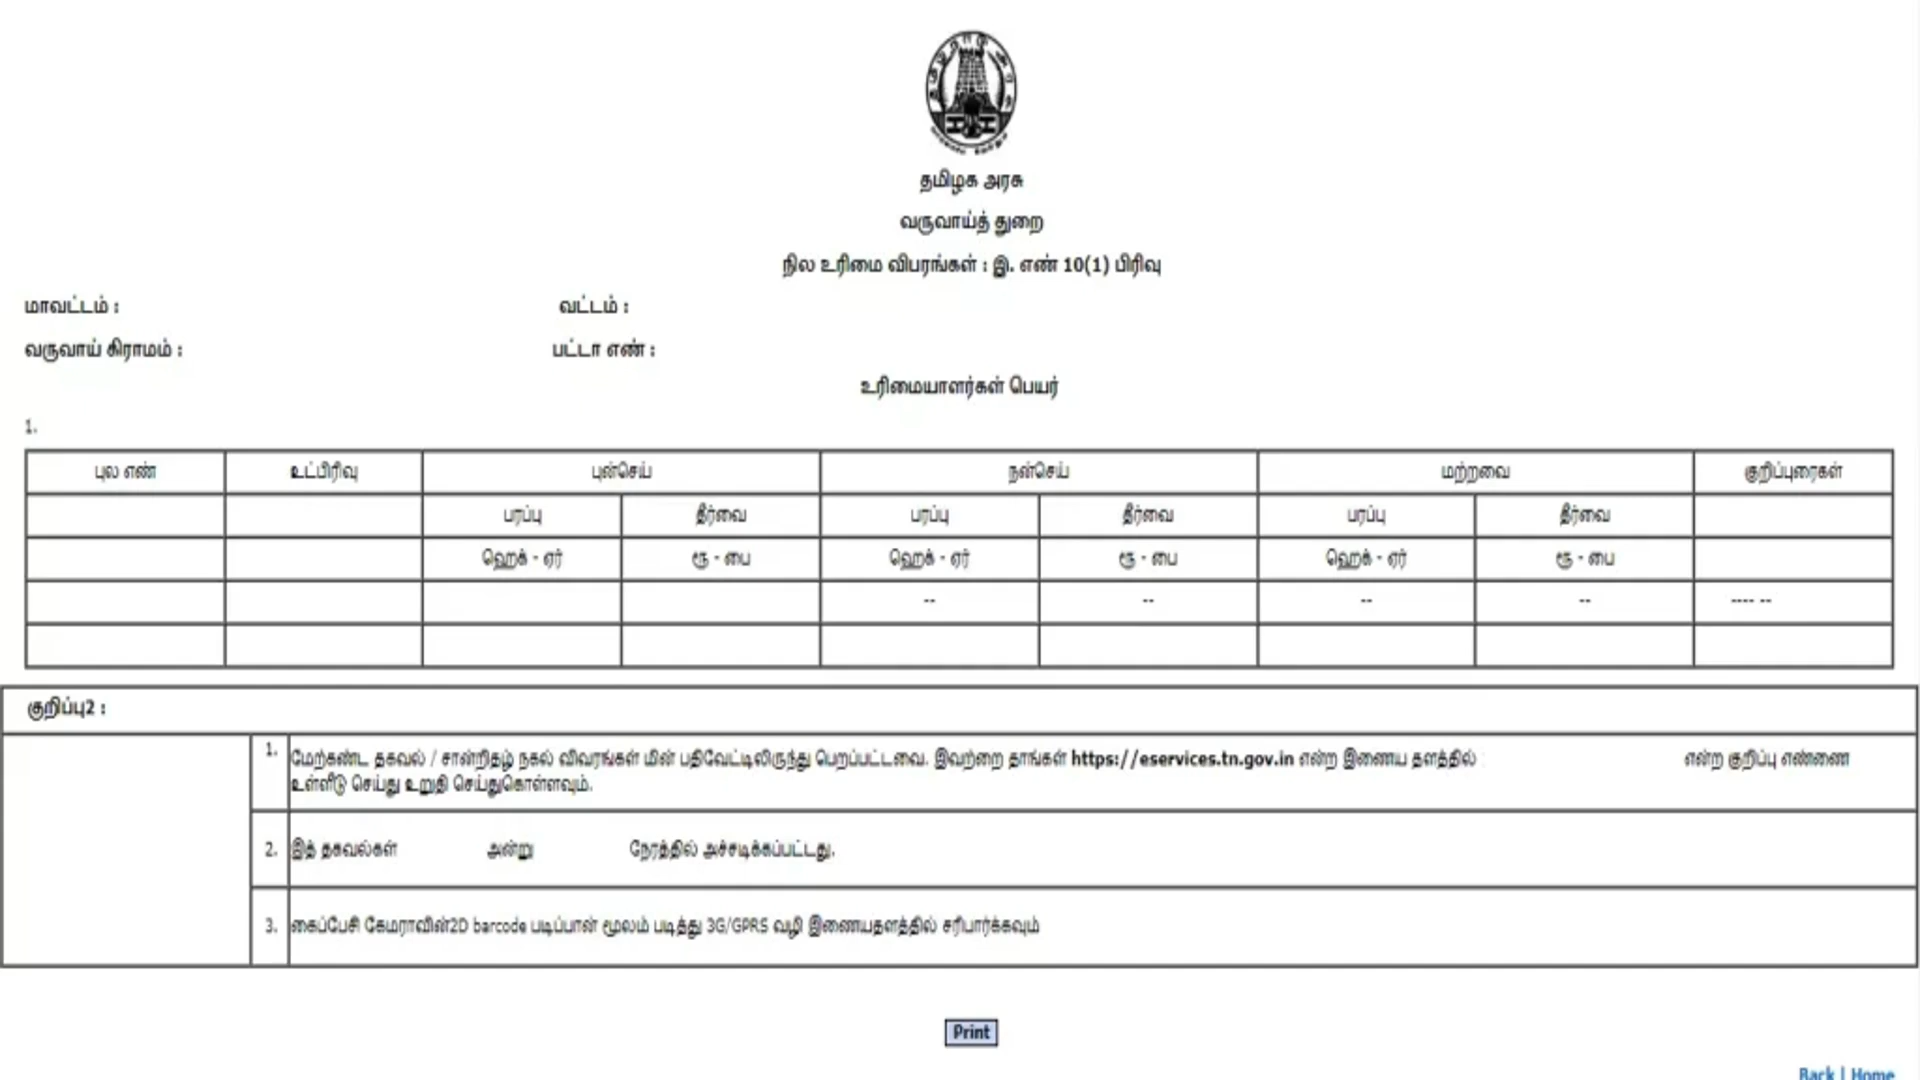 தமிழக அரசு
வருவாய்த் துறை
நில உரிமை விபரங்கள் : இ. எண் 10(1) பிரிவு
மாவட்டம் : வட்டம் :
வருவாய் கிராமம் : பட்டா எண் :
உரிமையாளர்கள் பெயர்
1.
புல எண் உட்பிரிவு புன்செய் நன்செய் மற்றவை குறிப்புரைகள்
பரப்பு தீர்வை பரப்பு தீர்வை பரப்பு தீர்வை
ஹெக் - ஏர் ரூ - பை ஹெக் - ஏர் ரூ - பை ஹெக் - ஏர் ரூ - பை
-- -- -- -- ---- --
குறிப்பு2 :
1. மேற்கண்ட தகவல் / சான்றிதழ் நகல் விவரங்கள் மின் பதிவேட்டிலிருந்து பெறப்பட்டவை. இவற்றை தாங்கள் https://eservices.tn.gov.in என்ற இணைய தளத்தில் என்ற குறிப்பு எண்ணை
உள்ளீடு செய்து உறுதி செய்துகொள்ளவும்.
2. இத் தகவல்கள் அன்று நேரத்தில் அச்சடிக்கப்பட்டது.
3. கைப்பேசி கேமராவின்2D barcode படிப்பான் மூலம் படித்து 3G/GPRS வழி இணையதளத்தில் சரிபார்க்கவும்
Print
Back | Home